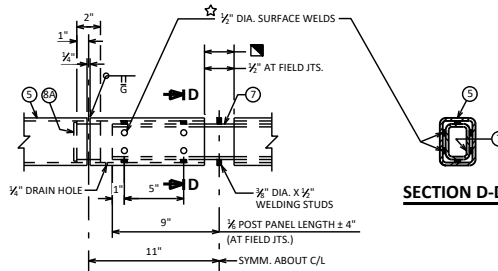 2"
1"
¼"
G
½" DIA. SURFACE WELDS
½" AT FIELD JTS.
5
8A
D
7
5
¼" DRAIN HOLE
1"
5"
D
⅜" DIA. X ½"
WELDING STUDS
9"
⅙ POST PANEL LENGTH ± 4"
(AT FIELD JTS.)
11"
SYMM. ABOUT C/L
SECTION D-D